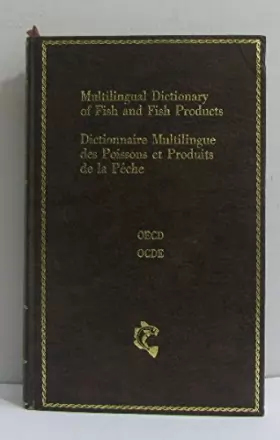 Multilingual Dictionary
of Fish and Fish Products
Dictionnaire Multilingue
des Poissons et Produits
de la Pêche
OECD
OCDE